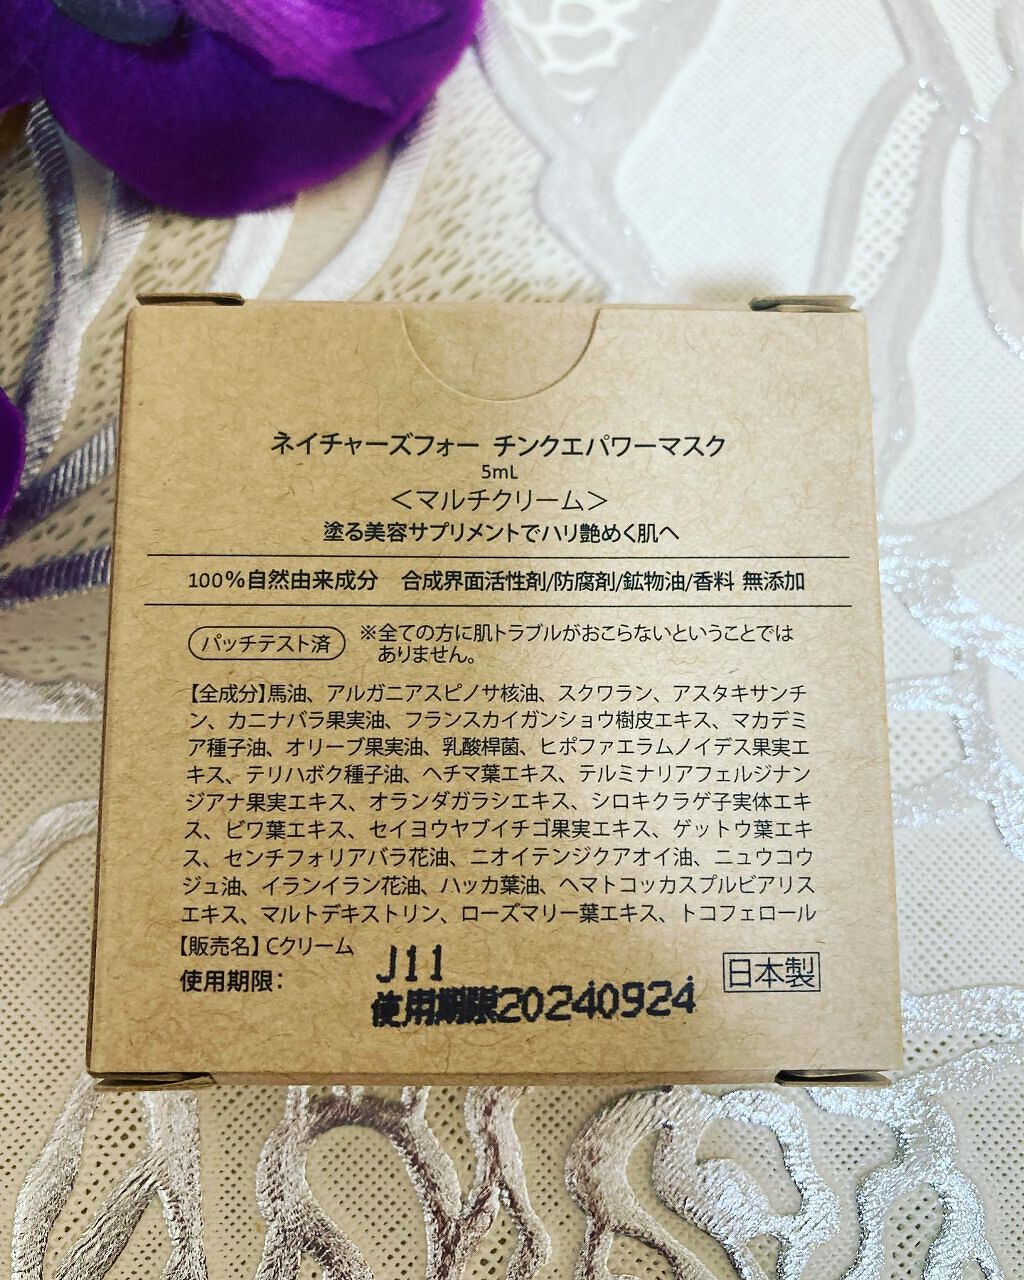 ネイチャーズフォー チンクエパワーマスク
5mL
＜マルチクリーム＞
塗る美容サプリメントでハリ艶めく肌へ
100%自然由来成分 合成界面活性剤/防腐剤/鉱物油/香料 無添加
パッチテスト済 ※全ての方に肌トラブルがおこらないということでは
ありません。
【全成分】馬油、アルガニアスピノサ核油、スクワラン、アスタキサンチ
ン、カニナバラ果実油、フランスカイガンショウ樹皮エキス、マカデミ
ア種子油、オリーブ果実油、乳酸桿菌、ヒポファエラムノイデス果実エ
キス、テリハボク種子油、ヘチマ葉エキス、テルミナリアフェルジナン
ジアナ果実エキス、オランダガラシエキス、シロキクラゲ子実体エキ
ス、ビワ葉エキス、セイヨウヤブイチゴ果実エキス、ゲットウ葉エキ
ス、センチフォリアバラ花油、ニオイテンジクアオイ油、ニュウコウ
ジュ油、イランイラン花油、ハッカ葉油、ヘマトコッカスプルビアリス
エキス、マルトデキストリン、ローズマリー葉エキス、トコフェロール
【販売名】Cクリーム
使用期限： J11
使用期限20240924
日本製